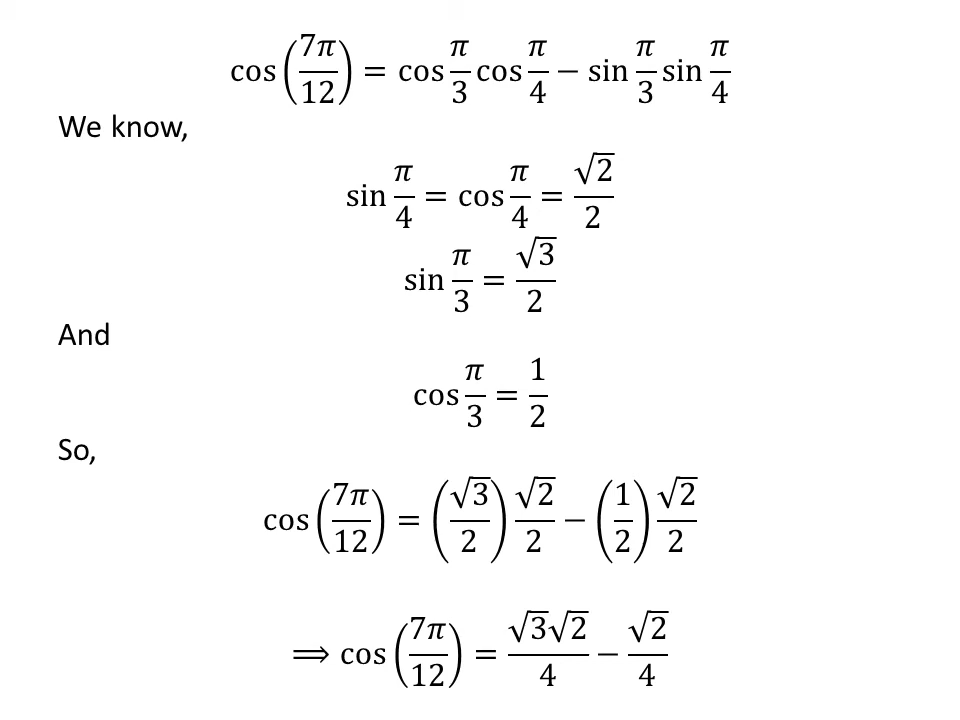 cos(7π/12) = cos π/3 cos π/4 − sin π/3 sin π/4
We know,
sin π/4 = cos π/4 = √2/2
sin π/3 = √3/2
And
cos π/3 = 1/2
So,
cos(7π/12) = (√3/2) √2/2 − (1/2) √2/2
⟹ cos(7π/12) = √3√2/4 − √2/4